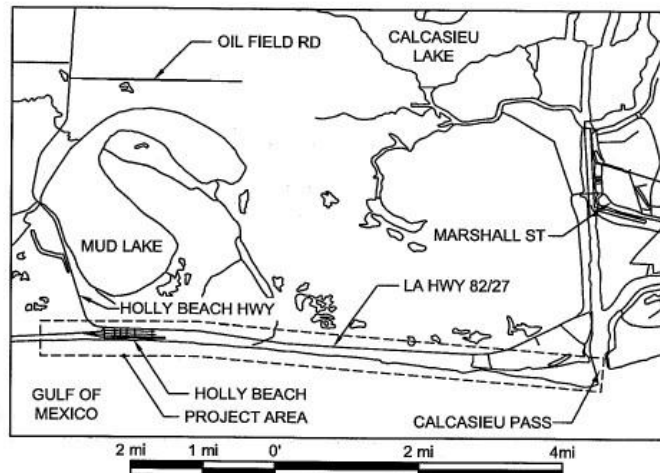 OIL FIELD RD
CALCASIEU
LAKE
MARSHALL ST
MUD LAKE
LA HWY 82/27
HOLLY BEACH HWY
GULF OF
MEXICO
HOLLY BEACH
PROJECT AREA
CALCASIEU PASS
2 mi 1 mi 0' 2 mi 4mi